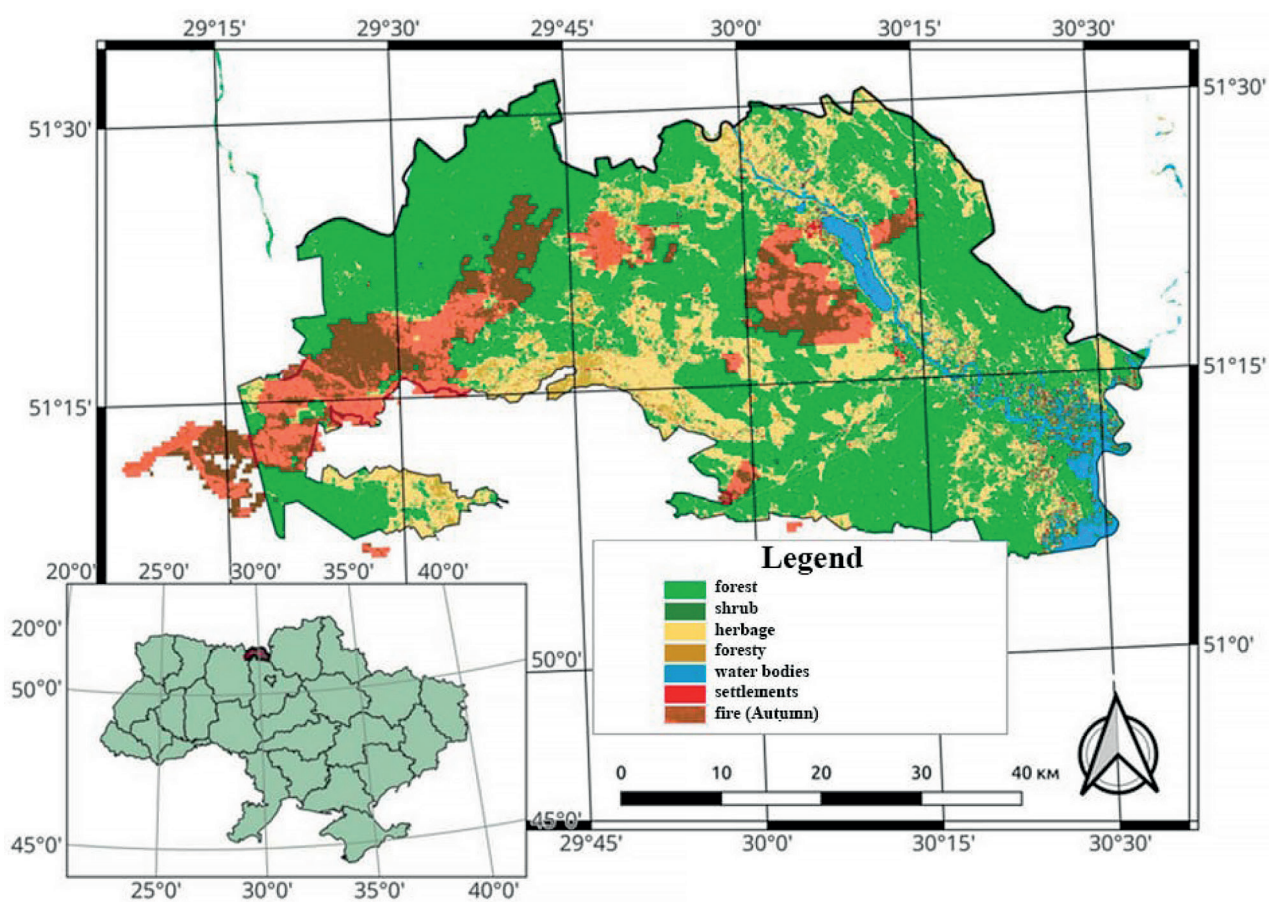 29°15' 29°30' 29°45' 30°0' 30°15' 30°30'
51°30' 51°30'
51°15' 51°15'
Legend
forest
shrub
herbage
foresty
water bodies
settlements
fire (Autumn)
51°0'
0 10 20 30 40 км
29°45' 30°0' 30°15' 30°30'
20°0' 25°0' 30°0' 35°0' 40°0'
20°0'
50°0' 50°0'
45°0' 45°0'
25°0' 30°0' 35°0' 40°0'